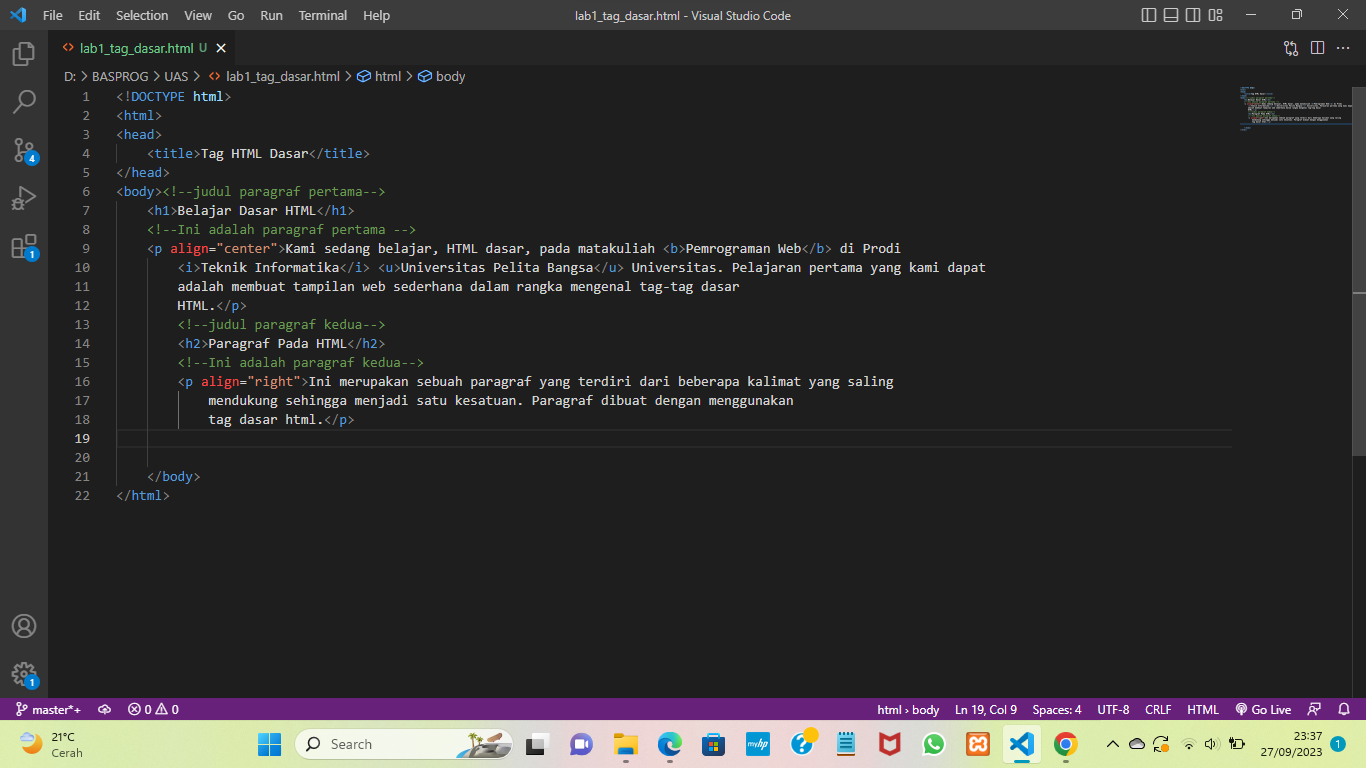 File Edit Selection View Go Run Terminal Help lab1_tag_dasar.html - Visual Studio Code
lab1_tag_dasar.html U
D: > BASPROG > UAS > lab1_tag_dasar.html > html > body
1 <!DOCTYPE html>
2 <html>
3 <head>
4 <title>Tag HTML Dasar</title>
5 </head>
6 <body><!--judul paragraf pertama-->
7 <h1>Belajar Dasar HTML</h1>
8 <!--Ini adalah paragraf pertama -->
9 <p align="center">Kami sedang belajar, HTML dasar, pada matakuliah <b>Pemrograman Web</b> di Prodi
10 <i>Teknik Informatika</i> <u>Universitas Pelita Bangsa</u> Universitas. Pelajaran pertama yang kami dapat
11 adalah membuat tampilan web sederhana dalam rangka mengenal tag-tag dasar
12 HTML.</p>
13 <!--judul paragraf kedua-->
14 <h2>Paragraf Pada HTML</h2>
15 <!--Ini adalah paragraf kedua-->
16 <p align="right">Ini merupakan sebuah paragraf yang terdiri dari beberapa kalimat yang saling
17 mendukung sehingga menjadi satu kesatuan. Paragraf dibuat dengan menggunakan
18 tag dasar html.</p>
19
20
21 </body>
22 </html>
4
1
1
master*+ 0 0 html › body Ln 19, Col 9 Spaces: 4 UTF-8 CRLF HTML Go Live
21°C
Cerah
Search
myhp
23:37
27/09/2023
1